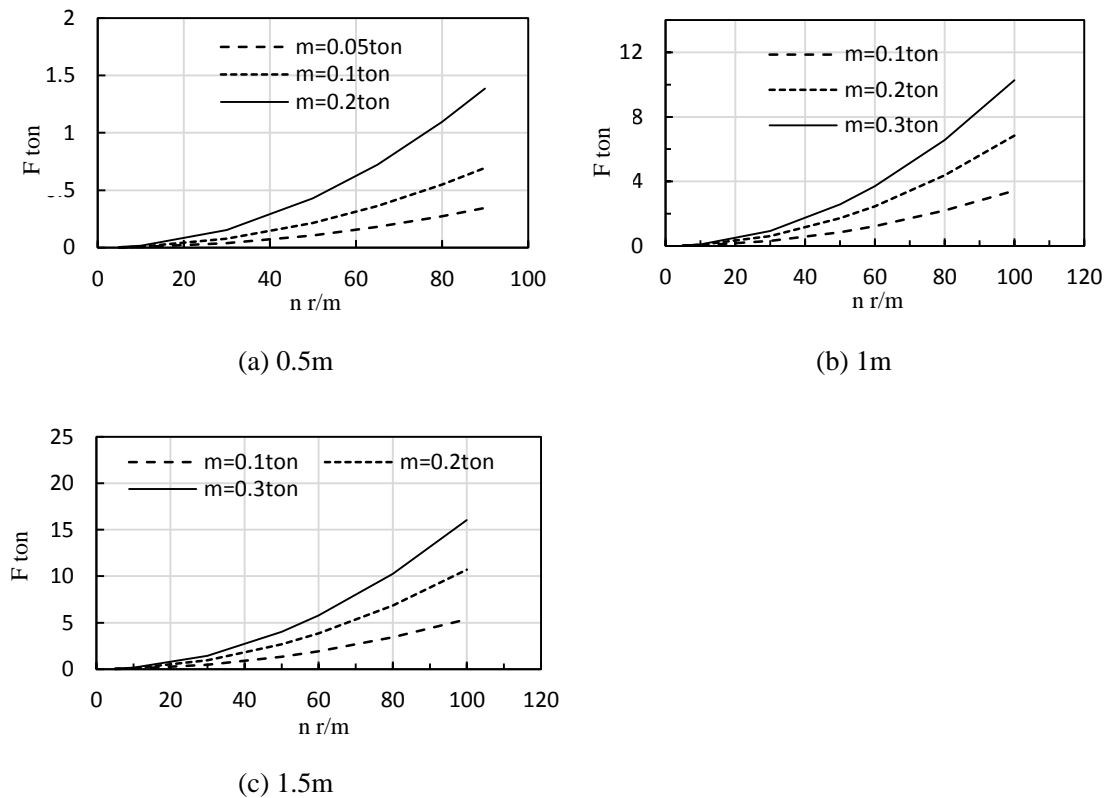 2
1.5
1
.5
0
F ton
m=0.05ton
m=0.1ton
m=0.2ton
0 20 40 60 80 100
n r/m
(a) 0.5m
12
8
4
0
F ton
m=0.1ton
m=0.2ton
m=0.3ton
0 20 40 60 80 100 120
n r/m
(b) 1m
25
20
15
10
5
0
F ton
m=0.1ton m=0.2ton
m=0.3ton
0 20 40 60 80 100 120
n r/m
(c) 1.5m